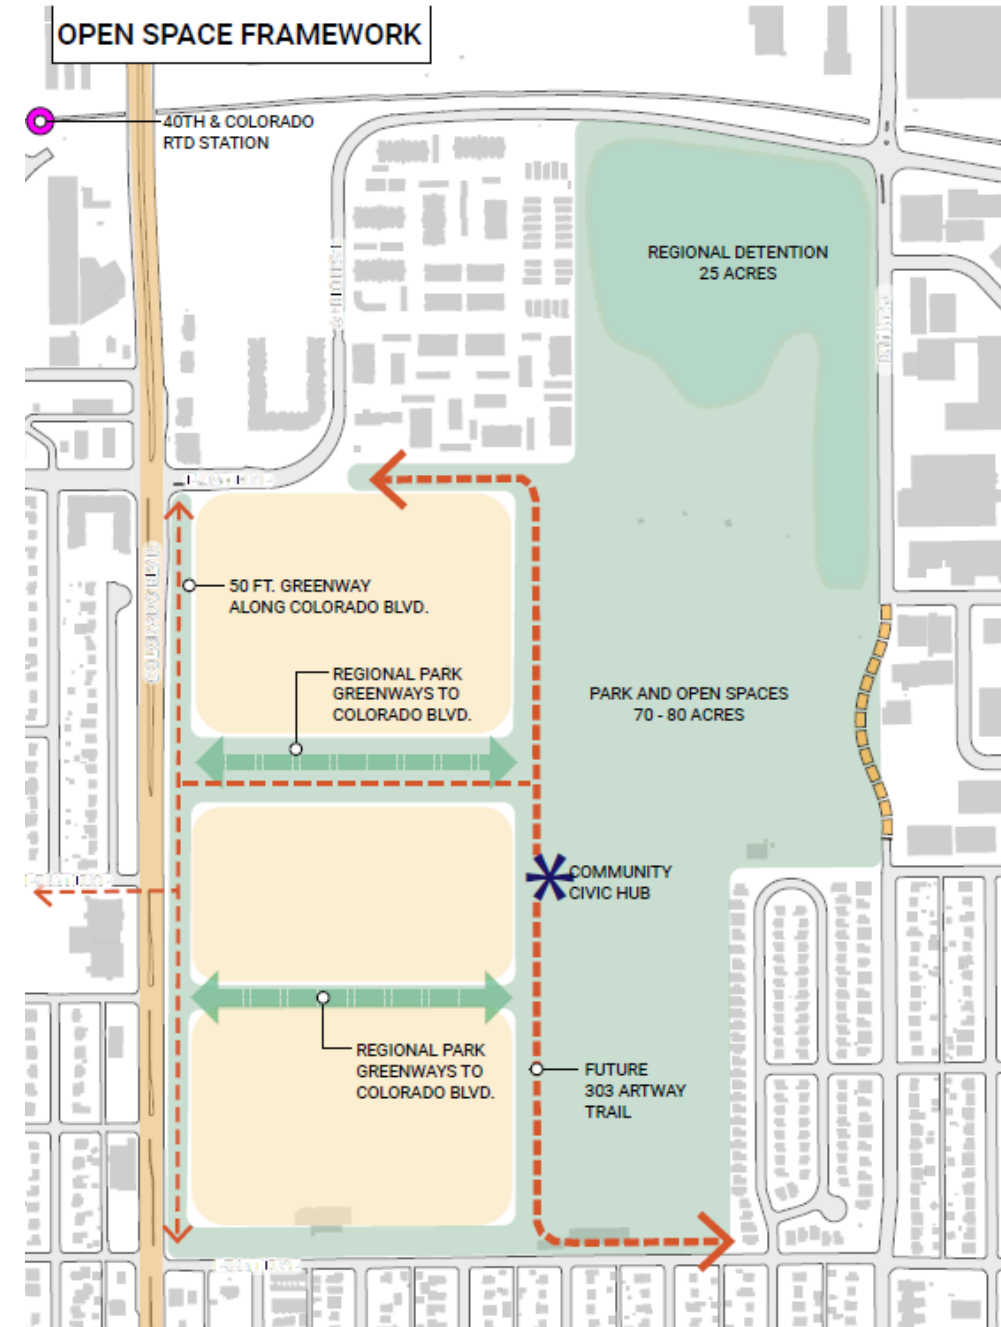 OPEN SPACE FRAMEWORK
40TH & COLORADO
RTD STATION
REGIONAL DETENTION
25 ACRES
50 FT. GREENWAY
ALONG COLORADO BLVD.
REGIONAL PARK
GREENWAYS TO
COLORADO BLVD.
PARK AND OPEN SPACES
70 - 80 ACRES
COLORADO BLVD
COMMUNITY
CIVIC HUB
REGIONAL PARK
GREENWAYS TO
COLORADO BLVD.
FUTURE
303 ARTWAY
TRAIL